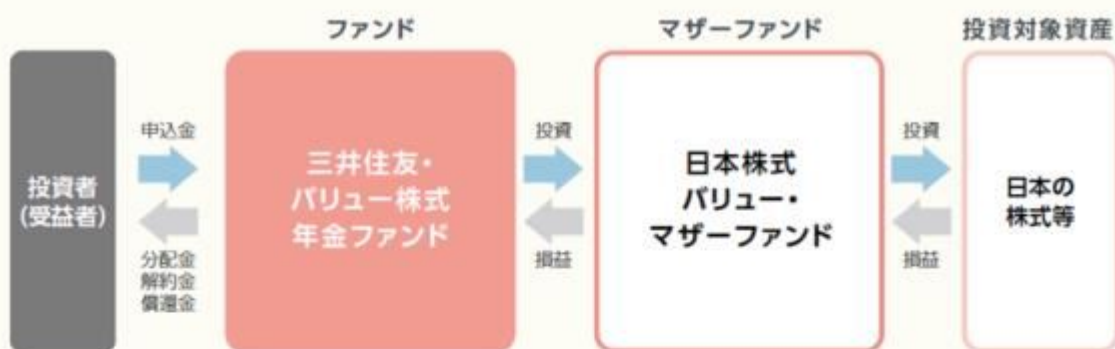 ファンド
マザーファンド
投資対象資産
投資者
(受益者)
申込金
分配金
解約金
償還金
三井住友・
バリュー株式
年金ファンド
投資
損益
日本株式
バリュー・
マザーファンド
投資
損益
日本の
株式等